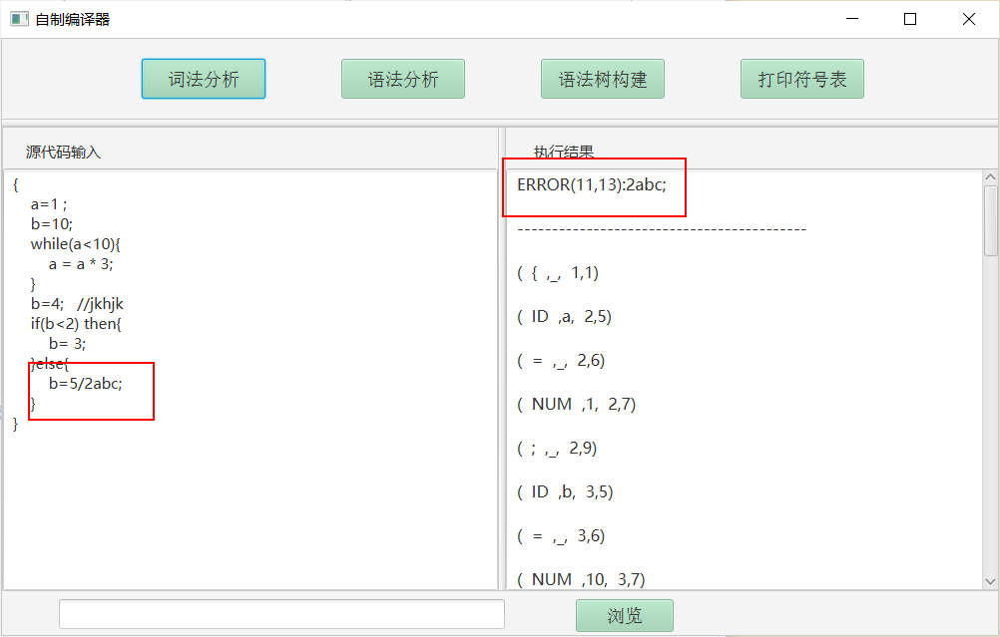 自制编译器
词法分析 语法分析 语法树构建 打印符号表
源代码输入
{
a=1 ;
b=10;
while(a<10){
a = a * 3;
}
b=4; //jkhjk
if(b<2) then{
b= 3;
}else{
b=5/2abc;
}
}
执行结果
ERROR(11,13):2abc;
------------------------------------------
( { ,_, 1,1)
( ID ,a, 2,5)
( = ,_, 2,6)
( NUM ,1, 2,7)
( ; ,_, 2,9)
( ID ,b, 3,5)
( = ,_, 3,6)
( NUM ,10, 3,7)
浏览